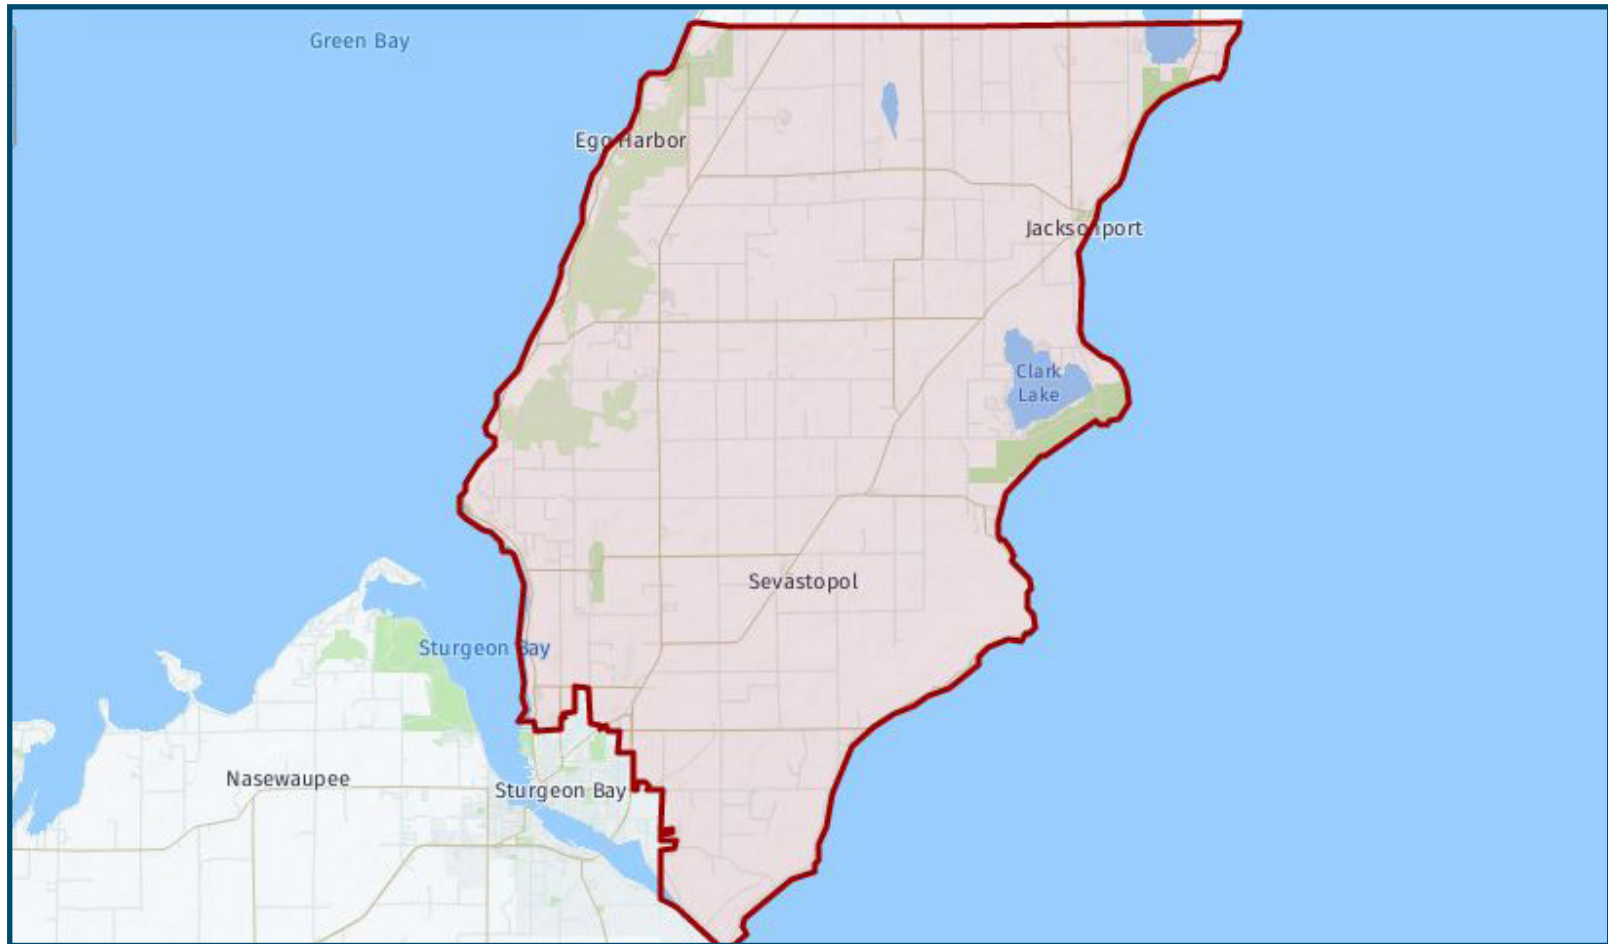 Green Bay
Egg Harbor
Jacksonport
Clark
Lake
Sevastopol
Sturgeon Bay
Nasewaupee
Sturgeon Bay